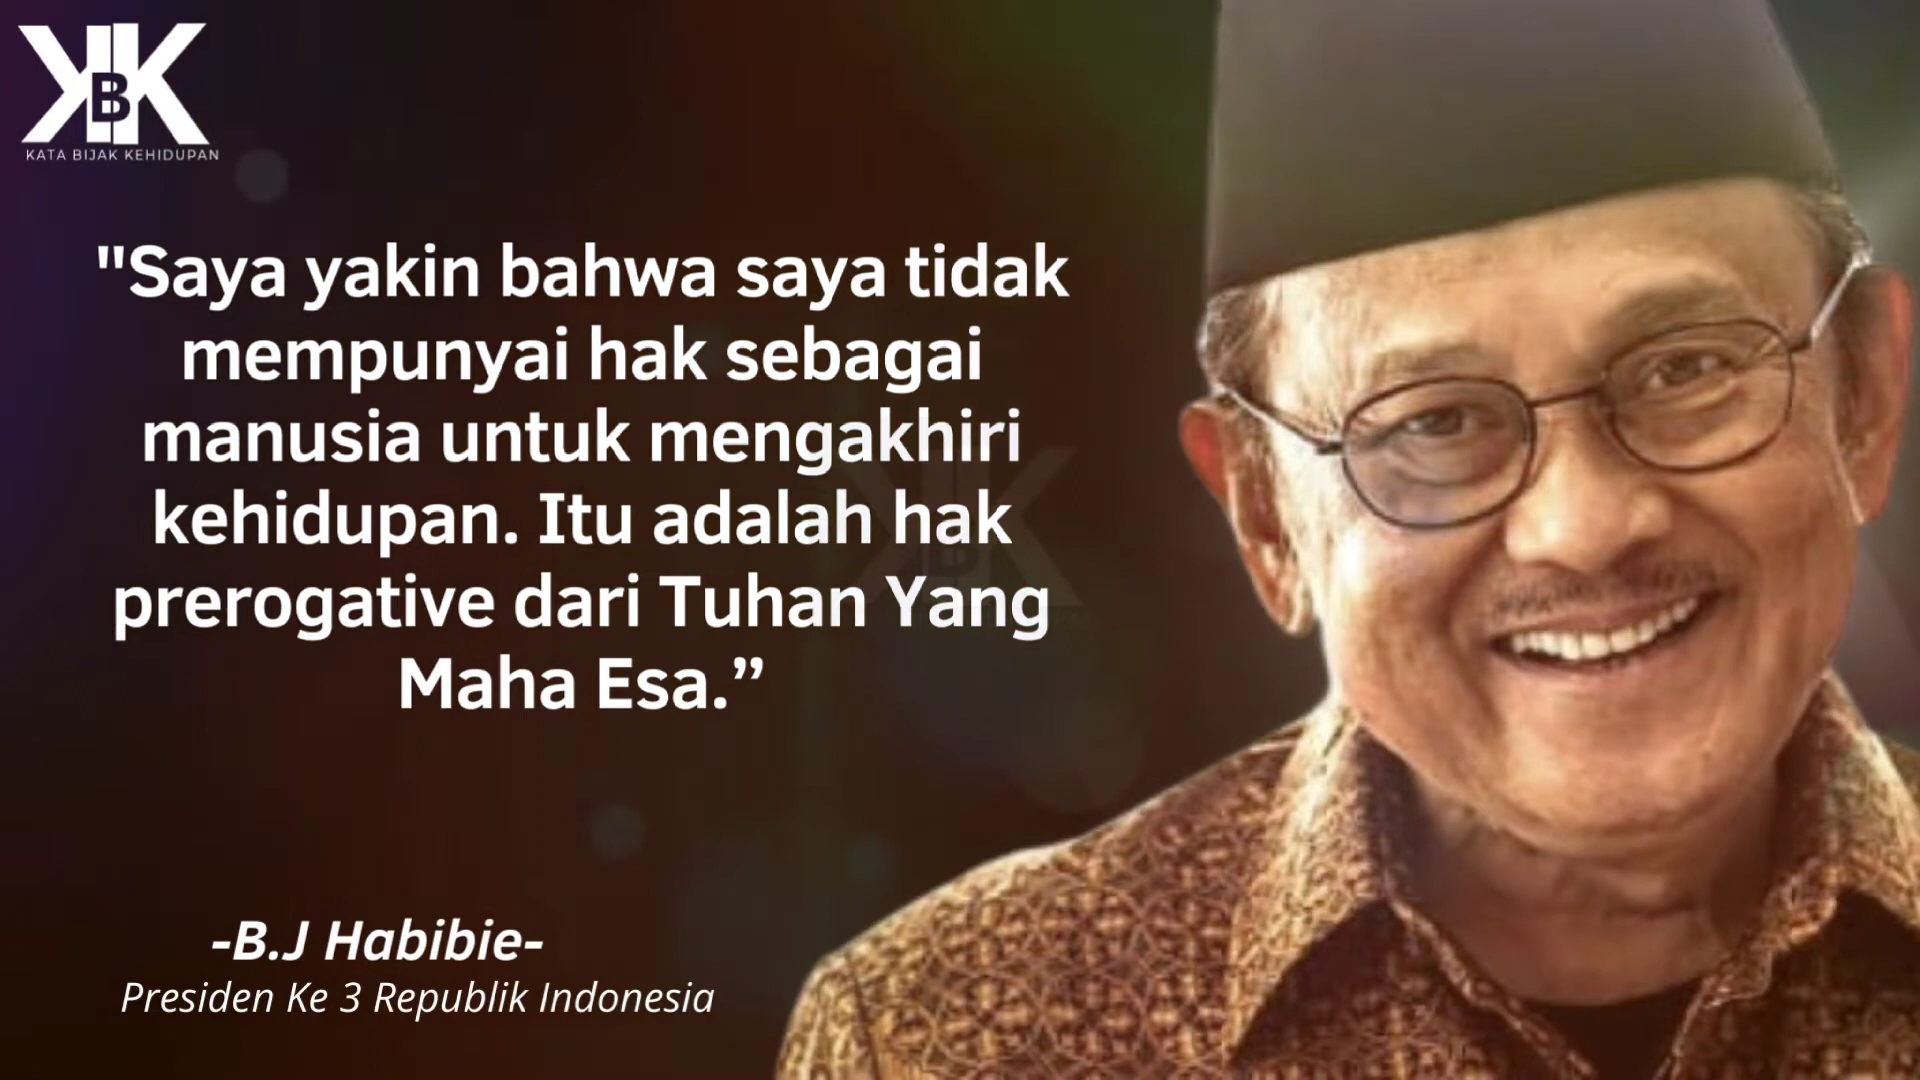 KBK
KATA BIJAK KEHIDUPAN
"Saya yakin bahwa saya tidak
mempunyai hak sebagai
manusia untuk mengakhiri
kehidupan. Itu adalah hak
prerogative dari Tuhan Yang
Maha Esa.”
-B.J Habibie-
Presiden Ke 3 Republik Indonesia